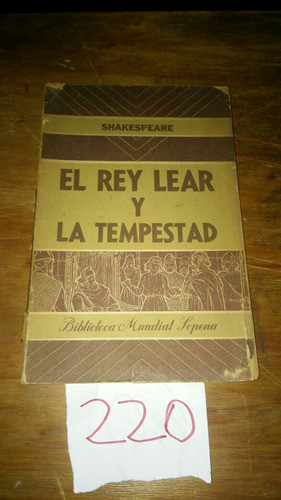 SHAKESPEARE
EL REY LEAR
Y
LA TEMPESTAD
Biblioteca Mundial Sopena
220